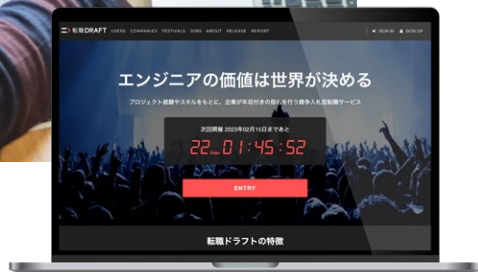 転職DRAFT USERS COMPANIES FESTIVALS JOBS ABOUT RELEASE REPORT SIGN IN SIGN UP
エンジニアの価値は世界が決める
プロジェクト経験やスキルをもとに、企業が年収付きの指名を行う競争入札型転職サービス
次回開催 2023年02月15日まであと
22 Days 01:45:52
ENTRY
転職ドラフトの特徴